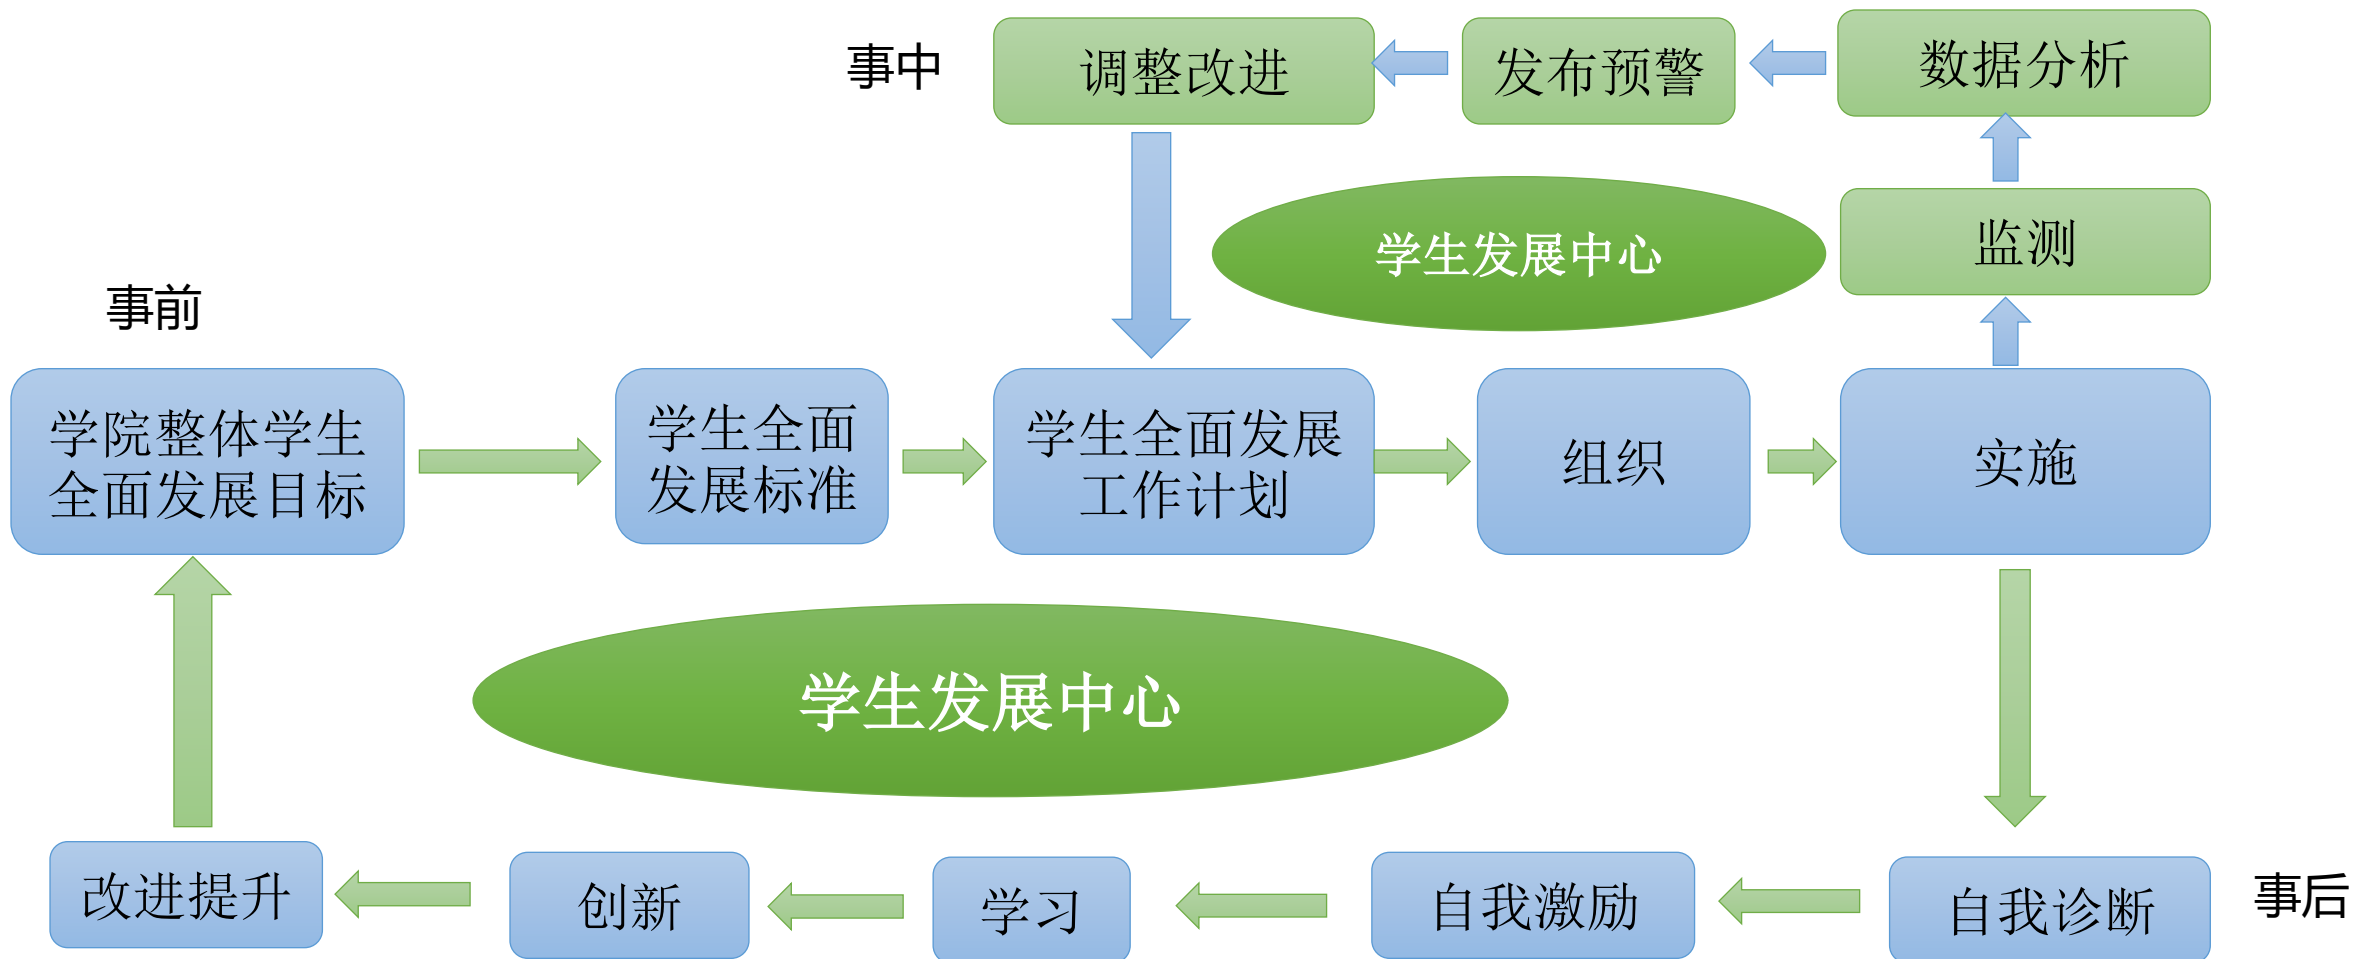 事中
调整改进
发布预警
数据分析
学生发展中心
监测
事前
学院整体学生
全面发展目标
学生全面
发展标准
学生全面发展
工作计划
组织
实施
学生发展中心
改进提升
创新
学习
自我激励
自我诊断
事后